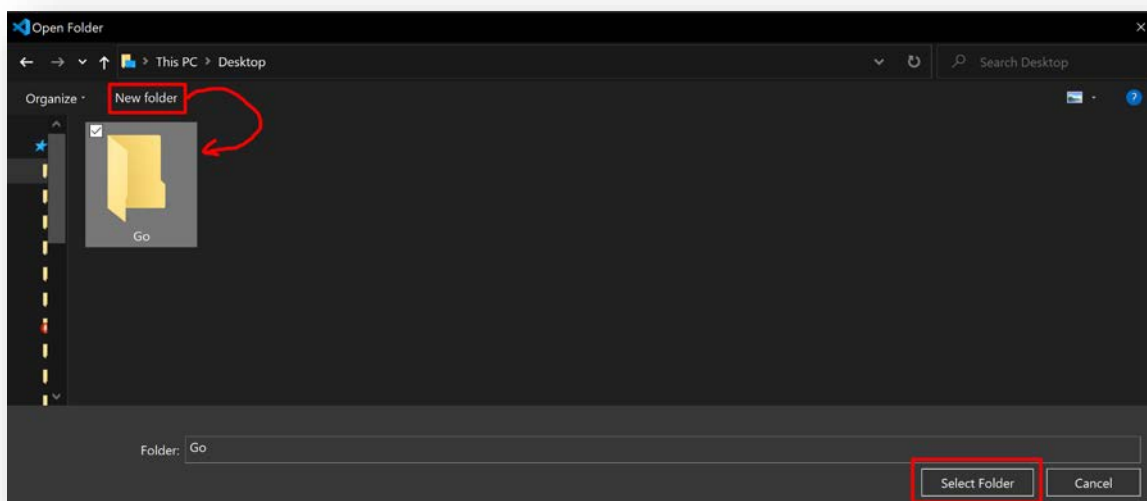 Open Folder
This PC > Desktop
Search Desktop
Organize
New folder
Go
Folder: Go
Select Folder
Cancel